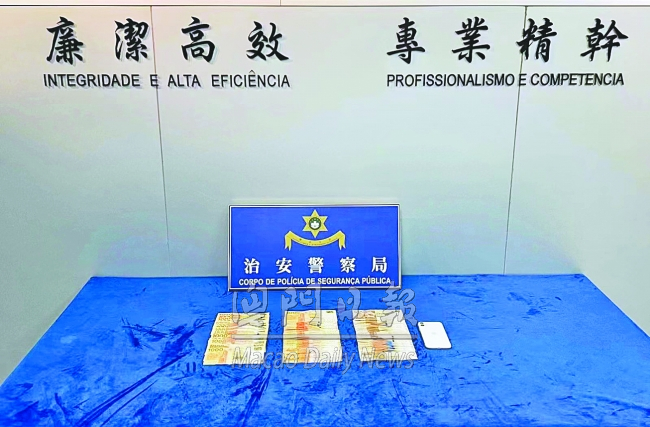 廉潔高效
INTEGRIDADE E ALTA EFICIÊNCIA
專業精幹
PROFISSIONALISMO E COMPETENCIA
治安警察局
CORPO DE POLÍCIA DE SEGURANÇA PÚBLICA
澳門日報
Macao Daily News